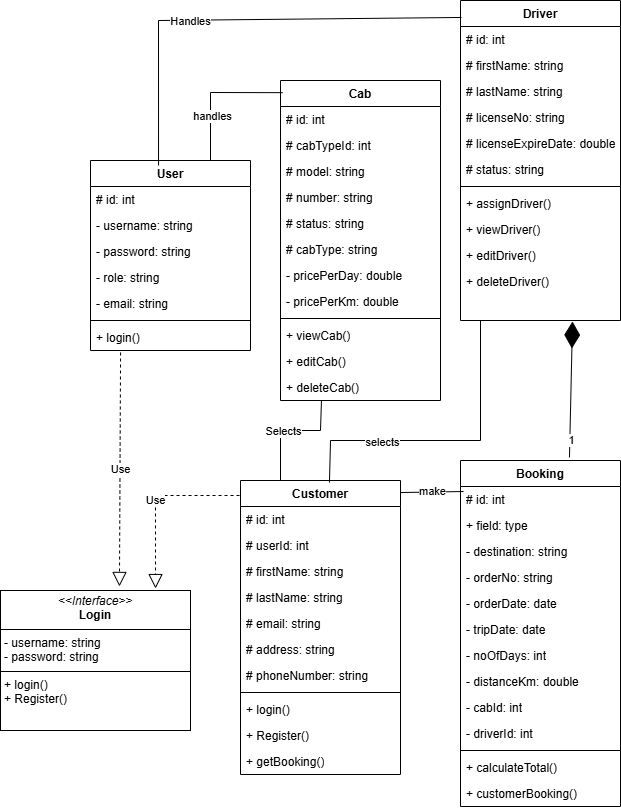 Driver
# id: int
# firstName: string
# lastName: string
# licenseNo: string
# licenseExpireDate: double
# status: string
+ assignDriver()
+ viewDriver()
+ editDriver()
+ deleteDriver()
Handles
handles
Cab
# id: int
# cabTypeId: int
# model: string
# number: string
# status: string
# cabType: string
- pricePerDay: double
- pricePerKm: double
+ viewCab()
+ editCab()
+ deleteCab()
User
# id: int
- username: string
- password: string
- role: string
- email: string
+ login()
Selects
selects
1
Use
Use
make
Customer
# id: int
# userId: int
# firstName: string
# lastName: string
# email: string
# address: string
# phoneNumber: string
+ login()
+ Register()
+ getBooking()
Booking
# id: int
+ field: type
- destination: string
- orderNo: string
- orderDate: date
- tripDate: date
- noOfDays: int
- distanceKm: double
- cabId: int
- driverId: int
+ calculateTotal()
+ customerBooking()
<<Interface>>
Login
- username: string
- password: string
+ login()
+ Register()